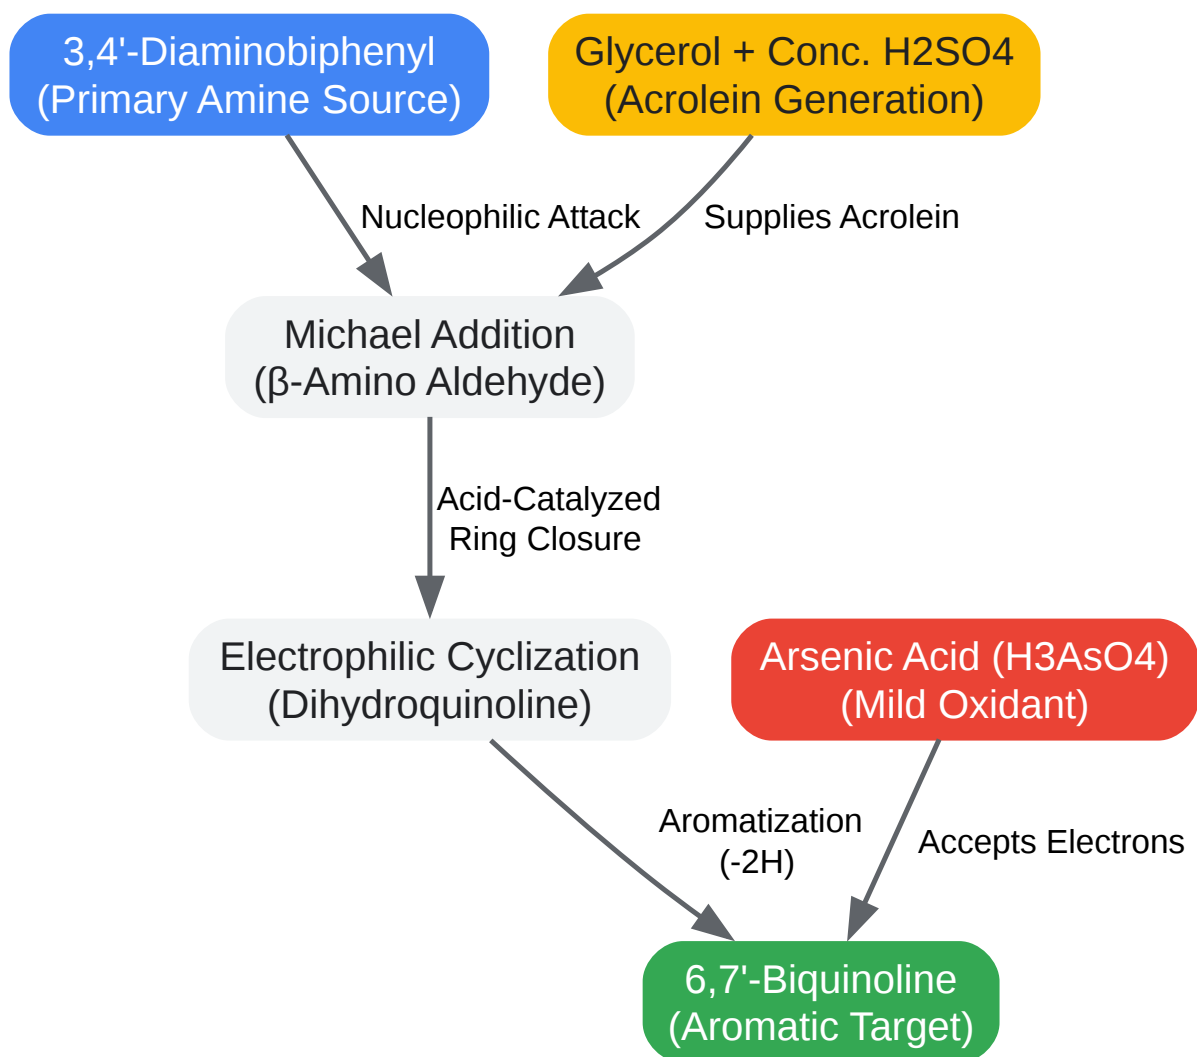 3,4'-Diaminobiphenyl
(Primary Amine Source)
Glycerol + Conc. H2SO4
(Acrolein Generation)
Nucleophilic Attack
Supplies Acrolein
Michael Addition
(β-Amino Aldehyde)
Acid-Catalyzed
Ring Closure
Electrophilic Cyclization
(Dihydroquinoline)
Arsenic Acid (H3AsO4)
(Mild Oxidant)
Aromatization
(-2H)
Accepts Electrons
6,7'-Biquinoline
(Aromatic Target)